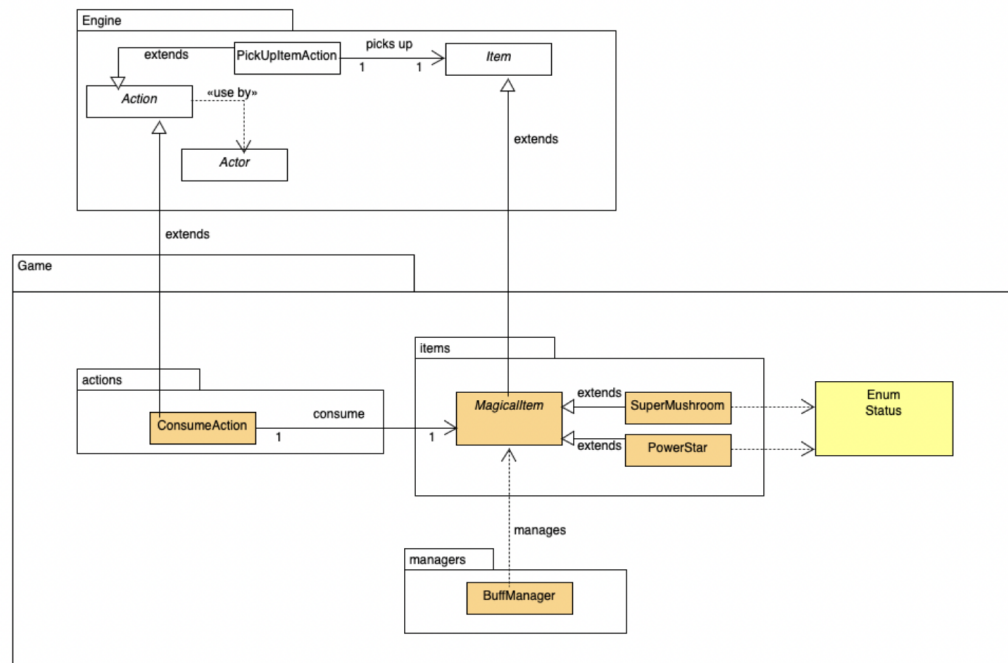 Engine
extends
PickUpItemAction
picks up
1
1
Item
Action
«use by»
Actor
extends
extends
Game
items
actions
ConsumeAction
consume
1
1
MagicalItem
extends
SuperMushroom
extends
PowerStar
Enum
Status
manages
managers
BuffManager